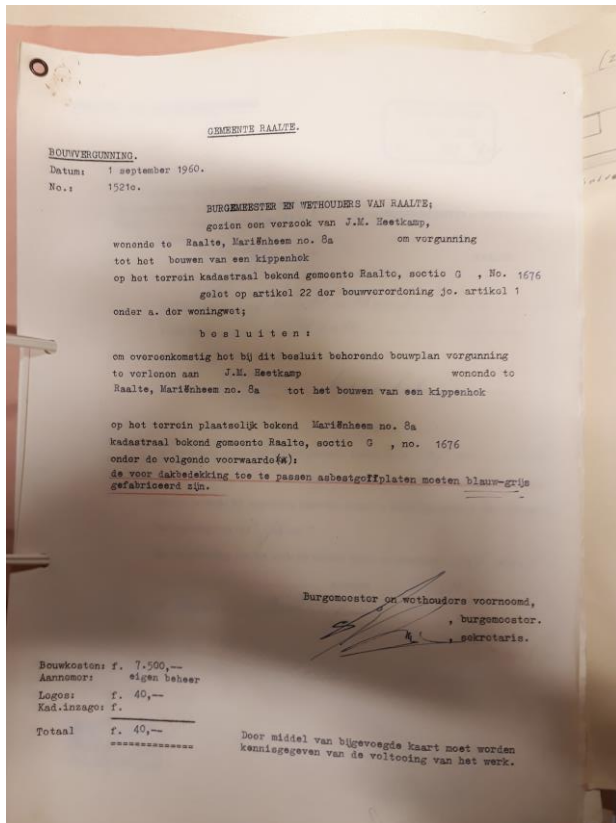 GEMEENTE RAALTE.
BOUWVERGUNNING.
Datum: 1 september 1960.
No.: 1521o.
BURGEMEESTER EN WETHOUDERS VAN RAALTE;
gezien een verzoek van J.M. Heetkamp,
wonende te Raalte, Mariënheem no. 8a om vergunning
tot het bouwen van een kippenhok
op het terrein kadastraal bekend gemeente Raalte, sectie G , No. 1676
gelet op artikel 22 der bouwverordening jo. artikel 1
onder a. der woningwet;
b e s l u i t e n :
om overeenkomstig het bij dit besluit behorende bouwplan vergunning
te verlenen aan J.M. Heetkamp wonende te
Raalte, Mariënheem no. 8a tot het bouwen van een kippenhok
op het terrein plaatselijk bekend Mariënheem no. 8a
kadastraal bekend gemeente Raalte, sectie G , no. 1676
onder de volgende voorwaarde(n):
de voor dakbedekking toe te passen asbestgolfplaten moeten blauw-grijs
gefabriceerd zijn.
Burgemeester en wethouders voornoemd,
, burgemeester.
, sekretaris.
Bouwkosten: f. 7.500,--
Aannemer: eigen beheer
Leges: f. 40,--
Kad.inzage: f.
Totaal f. 40,--
==============
Door middel van bijgevoegde kaart moet worden
kennisgegeven van de voltooing van het werk.